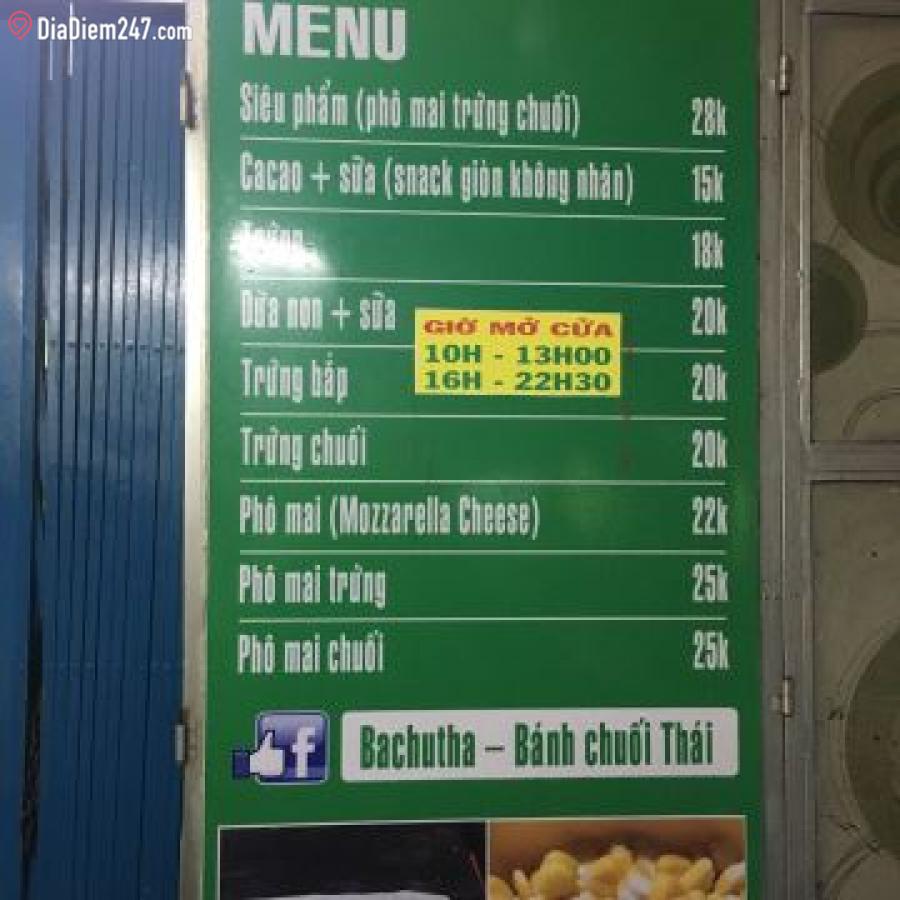 DiaDiem247.com
MENU
Siêu phẩm (phô mai trứng chuối) 28k
Cacao + sữa (snack giòn không nhân) 15k
Trứng 18k
Dừa non + sữa 20k
GIỜ MỞ CỬA
10H - 13H00
16H - 22H30
Trứng bắp 20k
Trứng chuối 20k
Phô mai (Mozzarella Cheese) 22k
Phô mai trứng 25k
Phô mai chuối 25k
f Bachutha – Bánh chuối Thái